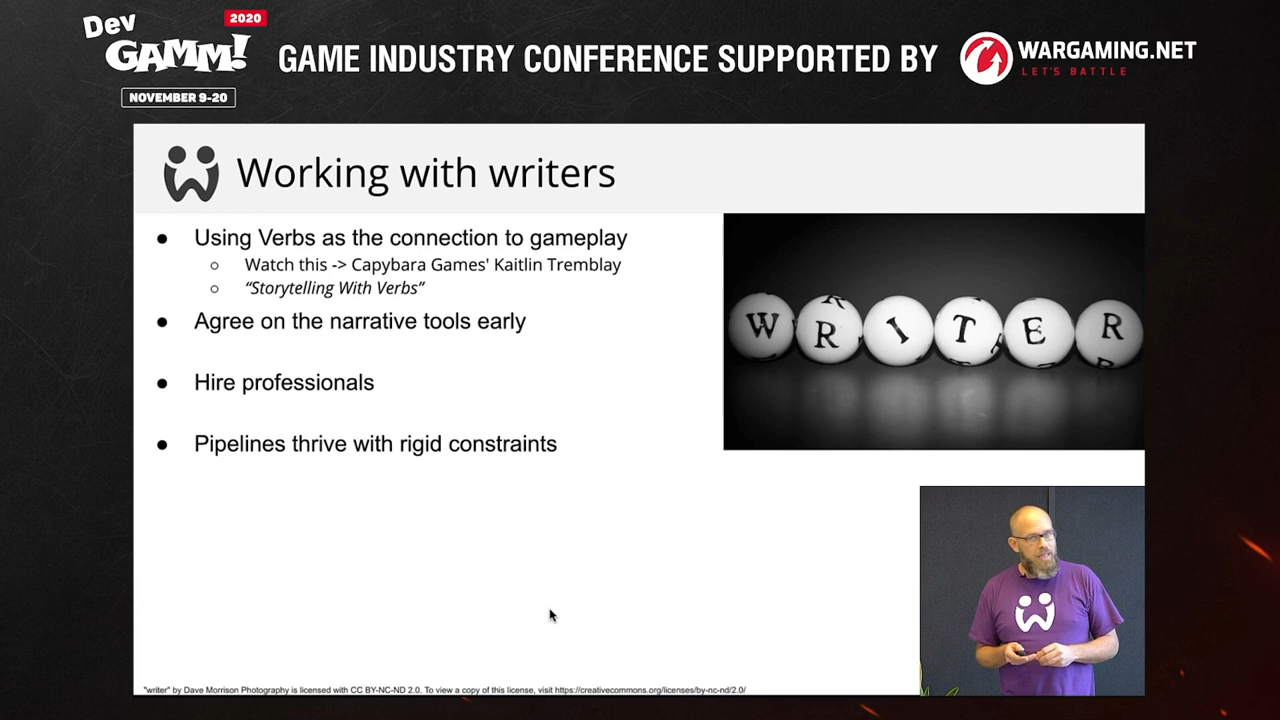 Dev
GAMM!
2020
NOVEMBER 9-20
GAME INDUSTRY CONFERENCE SUPPORTED BY
WARGAMING.NET
LET'S BATTLE
Working with writers
● Using Verbs as the connection to gameplay
○ Watch this -> Capybara Games' Kaitlin Tremblay
○ “Storytelling With Verbs”
● Agree on the narrative tools early
● Hire professionals
● Pipelines thrive with rigid constraints
WRITER
"writer" by Dave Morrison Photography is licensed with CC BY-NC-ND 2.0. To view a copy of this license, visit https://creativecommons.org/licenses/by-nc-nd/2.0/